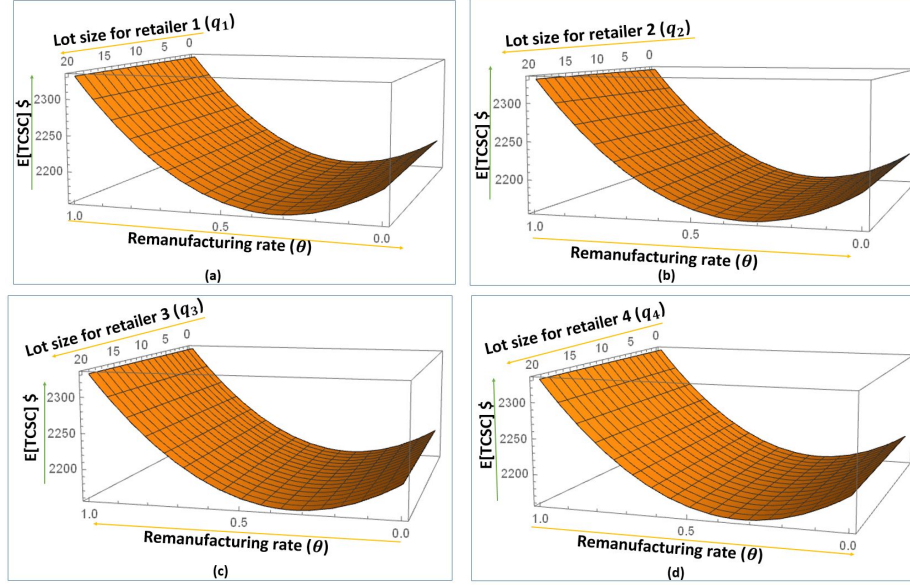 Lot size for retailer 1 (q₁)
20 15 10 5 0
E[TCSC] $
2300
2250
2200
1.0 0.5 0.0
Remanufacturing rate (θ)
(a)
Lot size for retailer 2 (q₂)
20 15 10 5 0
E[TCSC] $
2300
2250
2200
1.0 0.5 0.0
Remanufacturing rate (θ)
(b)
Lot size for retailer 3 (q₃)
20 15 10 5 0
E[TCSC] $
2300
2250
2200
1.0 0.5 0.0
Remanufacturing rate (θ)
(c)
Lot size for retailer 4 (q₄)
20 15 10 5 0
E[TCSC] $
2300
2250
2200
1.0 0.5 0.0
Remanufacturing rate (θ)
(d)